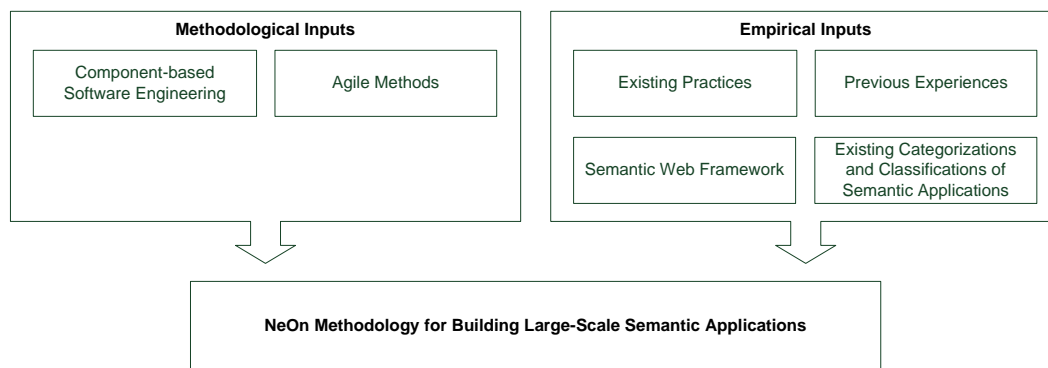 Methodological Inputs
Component-based
Software Engineering
Agile Methods
Empirical Inputs
Existing Practices
Previous Experiences
Semantic Web Framework
Existing Categorizations
and Classifications of
Semantic Applications
NeOn Methodology for Building Large-Scale Semantic Applications